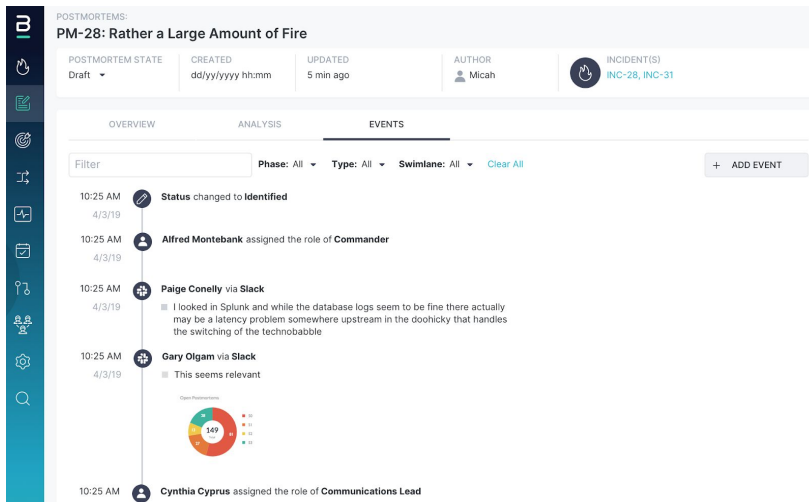 B
POSTMORTEMS:
PM-28: Rather a Large Amount of Fire
POSTMORTEM STATE CREATED UPDATED AUTHOR INCIDENT(S)
Draft dd/yy/yyyy hh:mm 5 min ago Micah INC-28, INC-31
OVERVIEW ANALYSIS EVENTS
Filter Phase: All Type: All Swimlane: All Clear All + ADD EVENT
10:25 AM Status changed to Identified
4/3/19
10:25 AM Alfred Montebank assigned the role of Commander
4/3/19
10:25 AM Paige Conelly via Slack
4/3/19 I looked in Splunk and while the database logs seem to be fine there actually
may be a latency problem somewhere upstream in the doohicky that handles
the switching of the technobabble
10:25 AM Gary Olgam via Slack
4/3/19 This seems relevant
Open Postmortems
149
10:25 AM Cynthia Cyprus assigned the role of Communications Lead